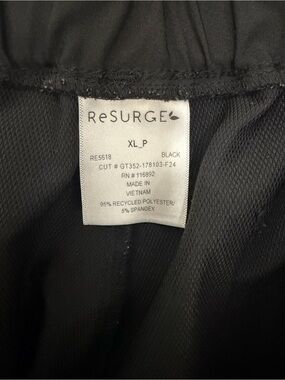 ReSURGE
XL_P
RE5618 BLACK
CUT # GT352-178103-F24
RN # 116892
MADE IN
VIETNAM
95% RECYCLED POLYESTER/
5% SPANDEX